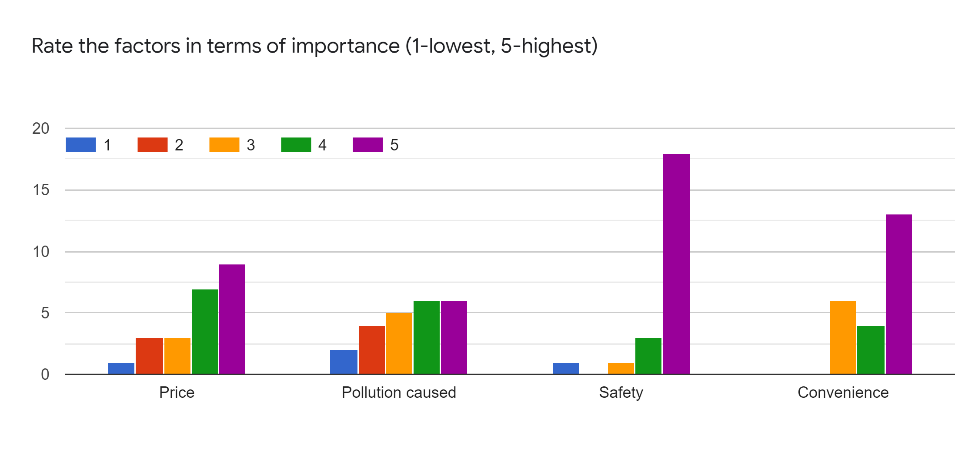 Rate the factors in terms of importance (1-lowest, 5-highest)
20
1 2 3 4 5
15
10
5
0
Price Pollution caused Safety Convenience